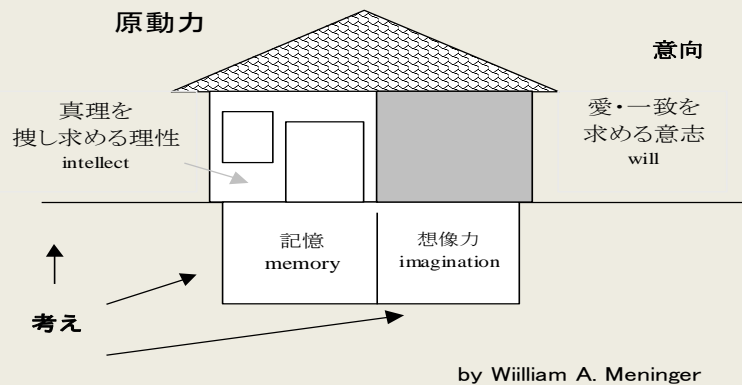 原動力
意向
真理を
捜し求める理性
intellect
愛・一致を
求める意志
will
記憶
memory
想像力
imagination
考え
by Wiilliam A. Meninger